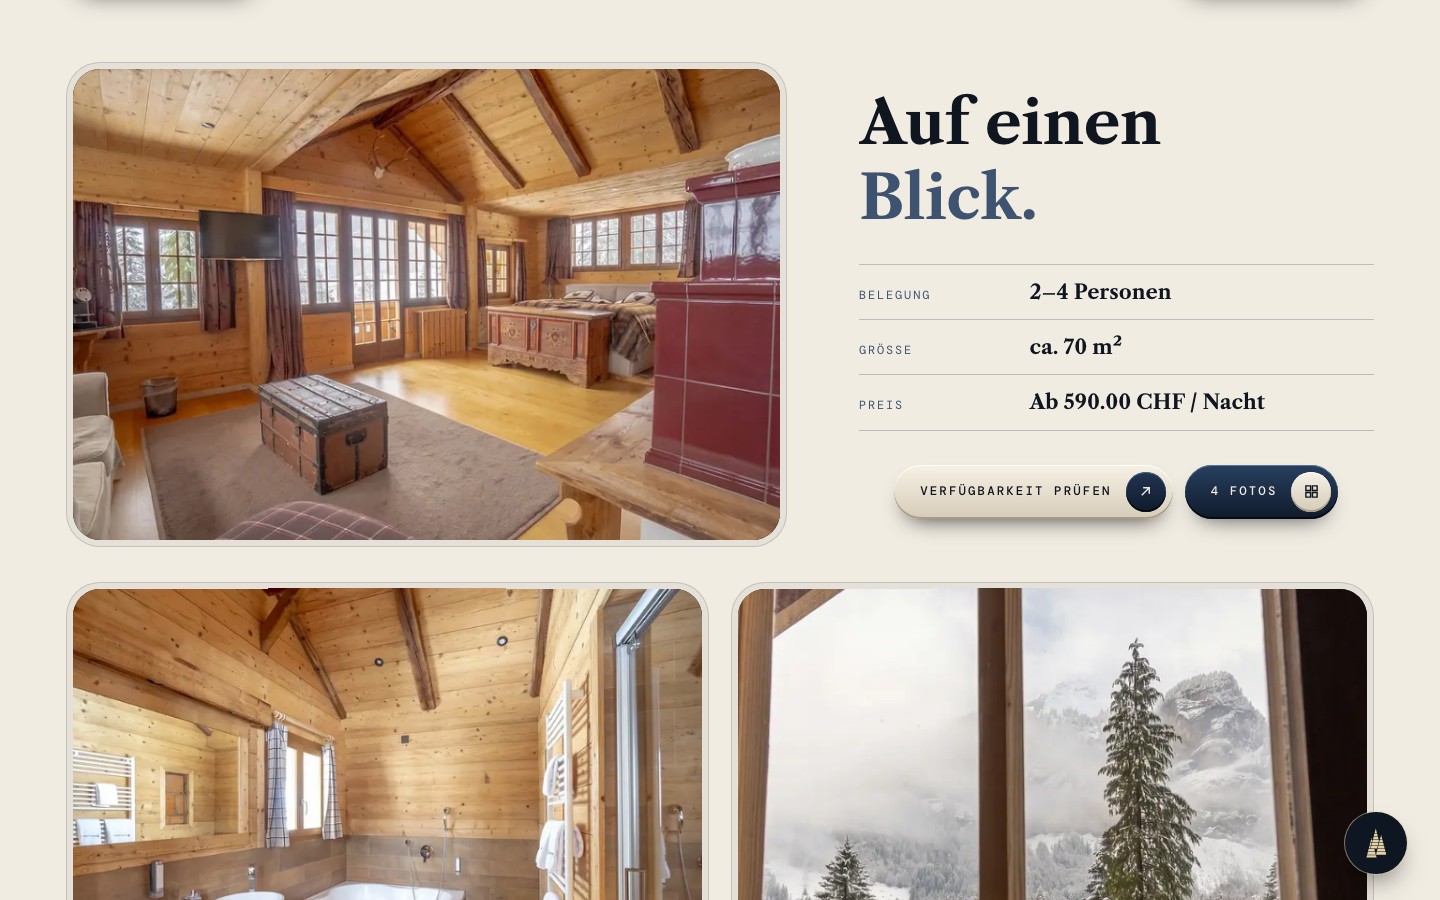 Auf einen
Blick.
BELEGUNG 2–4 Personen
GRÖSSE ca. 70 m²
PREIS Ab 590.00 CHF / Nacht
VERFÜGBARKEIT PRÜFEN
4 FOTOS